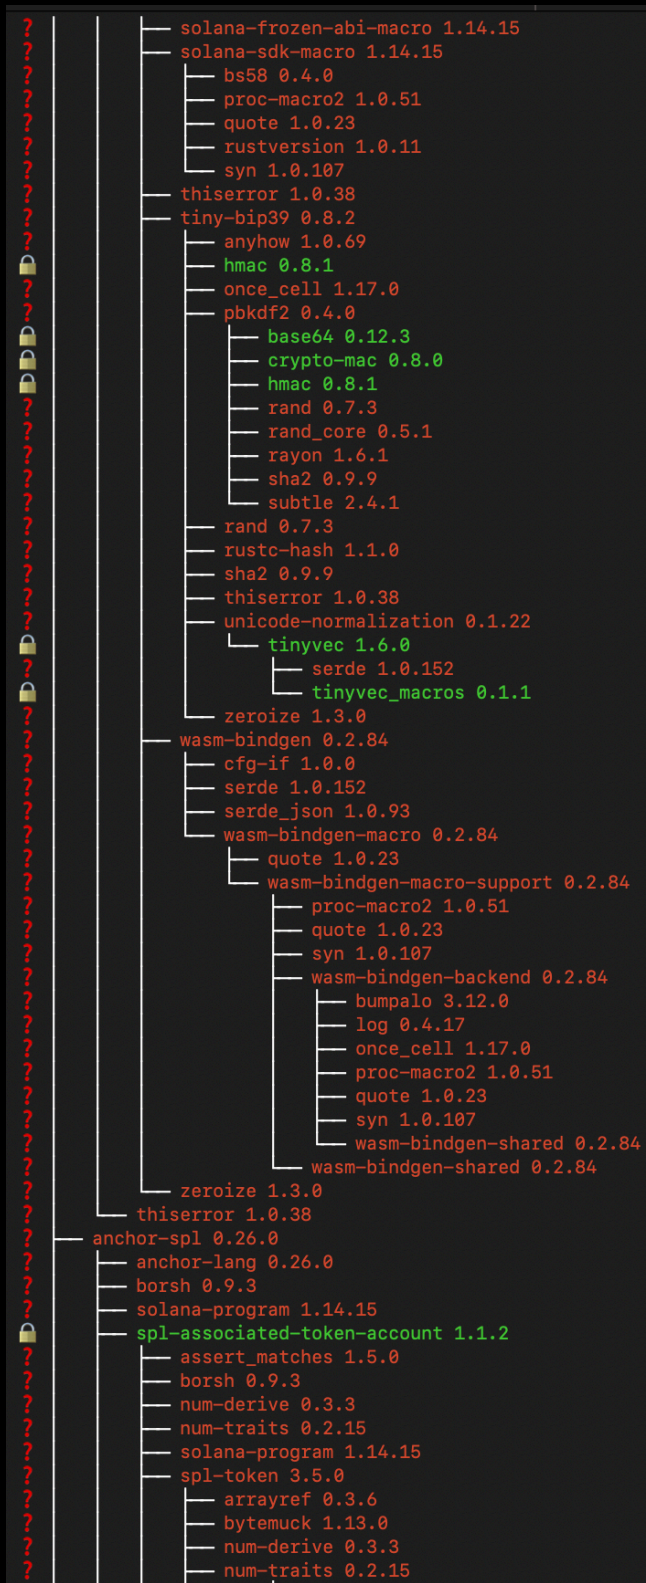 ? solana-frozen-abi-macro 1.14.15
? solana-sdk-macro 1.14.15
? bs58 0.4.0
? proc-macro2 1.0.51
? quote 1.0.23
? rustversion 1.0.11
? syn 1.0.107
? thiserror 1.0.38
? tiny-bip39 0.8.2
? anyhow 1.0.69
hmac 0.8.1
? once_cell 1.17.0
? pbkdf2 0.4.0
base64 0.12.3
crypto-mac 0.8.0
hmac 0.8.1
? rand 0.7.3
? rand_core 0.5.1
? rayon 1.6.1
? sha2 0.9.9
? subtle 2.4.1
? rand 0.7.3
? rustc-hash 1.1.0
? sha2 0.9.9
? thiserror 1.0.38
? unicode-normalization 0.1.22
tinyvec 1.6.0
? serde 1.0.152
tinyvec_macros 0.1.1
? zeroize 1.3.0
? wasm-bindgen 0.2.84
? cfg-if 1.0.0
? serde 1.0.152
? serde_json 1.0.93
? wasm-bindgen-macro 0.2.84
? quote 1.0.23
? wasm-bindgen-macro-support 0.2.84
? proc-macro2 1.0.51
? quote 1.0.23
? syn 1.0.107
? wasm-bindgen-backend 0.2.84
? bumpalo 3.12.0
? log 0.4.17
? once_cell 1.17.0
? proc-macro2 1.0.51
? quote 1.0.23
? syn 1.0.107
? wasm-bindgen-shared 0.2.84
? wasm-bindgen-shared 0.2.84
? zeroize 1.3.0
? thiserror 1.0.38
? anchor-spl 0.26.0
? anchor-lang 0.26.0
? borsh 0.9.3
? solana-program 1.14.15
spl-associated-token-account 1.1.2
? assert_matches 1.5.0
? borsh 0.9.3
? num-derive 0.3.3
? num-traits 0.2.15
? solana-program 1.14.15
? spl-token 3.5.0
? arrayref 0.3.6
? bytemuck 1.13.0
? num-derive 0.3.3
? num-traits 0.2.15